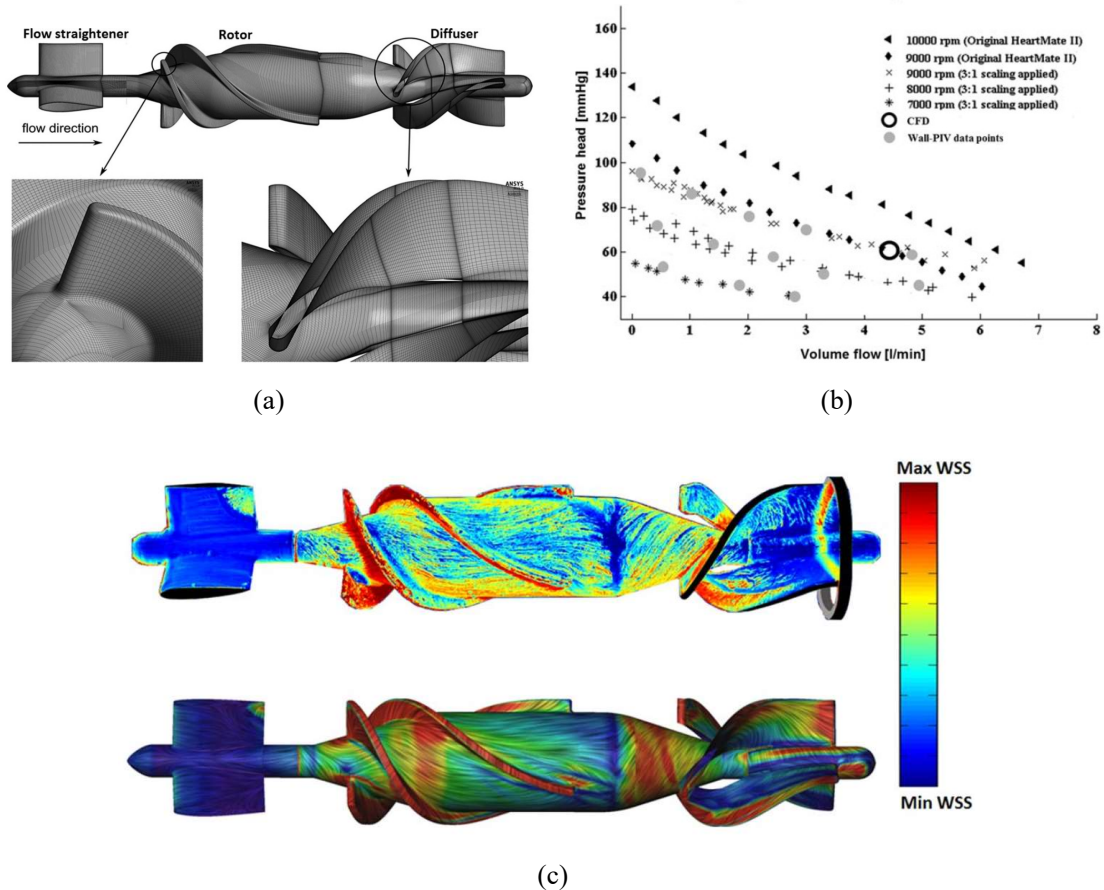 Flow straightener
Rotor
Diffuser
flow direction
ANSYS
ANSYS
(a)
Pressure head [mmHg]
160
140
120
100
80
60
40
0 1 2 3 4 5 6 7 8
Volume flow [l/min]
10000 rpm (Original HeartMate II)
9000 rpm (Original HeartMate II)
9000 rpm (3:1 scaling applied)
8000 rpm (3:1 scaling applied)
7000 rpm (3:1 scaling applied)
CFD
Wall-PIV data points
(b)
Max WSS
Min WSS
(c)